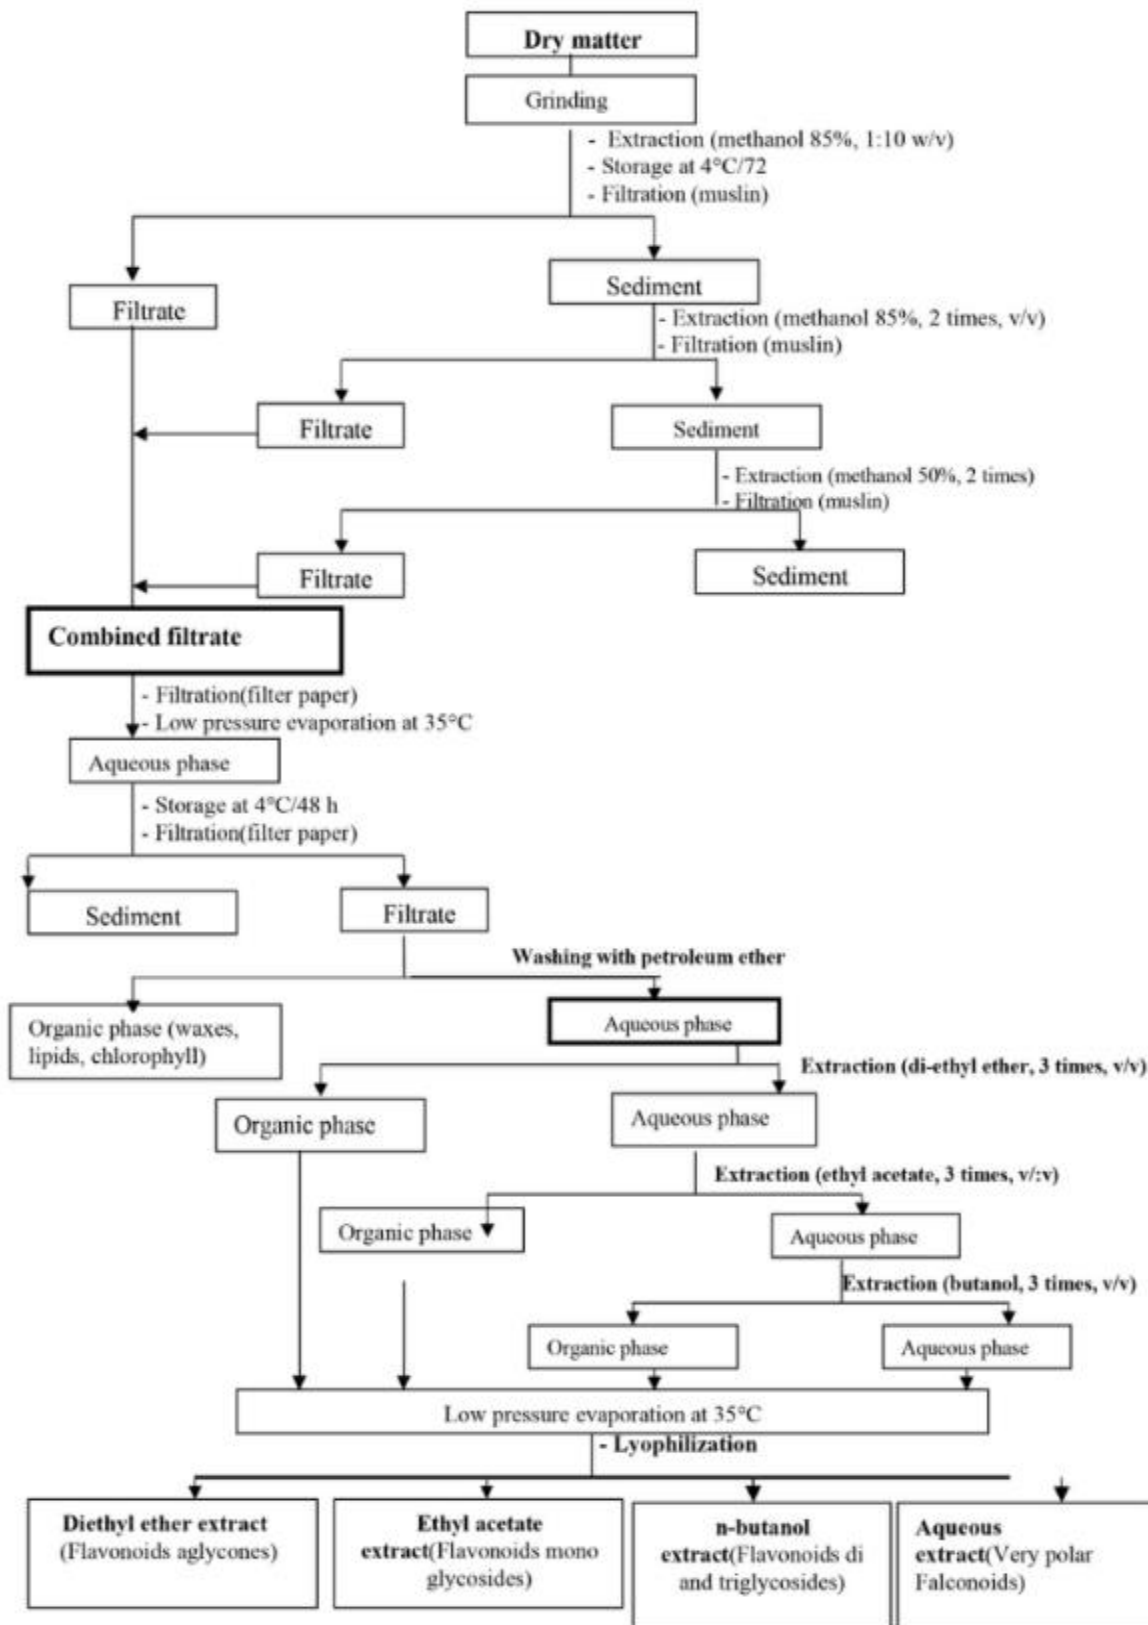 Dry matter
Grinding
- Extraction (methanol 85%, 1:10 w/v)
- Storage at 4°C/72
- Filtration (muslin)
Filtrate
Sediment
- Extraction (methanol 85%, 2 times, v/v)
- Filtration (muslin)
Filtrate
Sediment
- Extraction (methanol 50%, 2 times)
- Filtration (muslin)
Filtrate
Sediment
Combined filtrate
- Filtration(filter paper)
- Low pressure evaporation at 35°C
Aqueous phase
- Storage at 4°C/48 h
- Filtration(filter paper)
Sediment
Filtrate
Washing with petroleum ether
Organic phase (waxes,
lipids, chlorophyll)
Aqueous phase
Extraction (di-ethyl ether, 3 times, v/v)
Organic phase
Aqueous phase
Extraction (ethyl acetate, 3 times, v/:v)
Organic phase
Aqueous phase
Extraction (butanol, 3 times, v/v)
Organic phase
Aqueous phase
Low pressure evaporation at 35°C
- Lyophilization
Diethyl ether extract
(Flavonoids aglycones)
Ethyl acetate
extract(Flavonoids mono
glycosides)
n-butanol
extract(Flavonoids di
and triglycosides)
Aqueous
extract(Very polar
Falconoids)